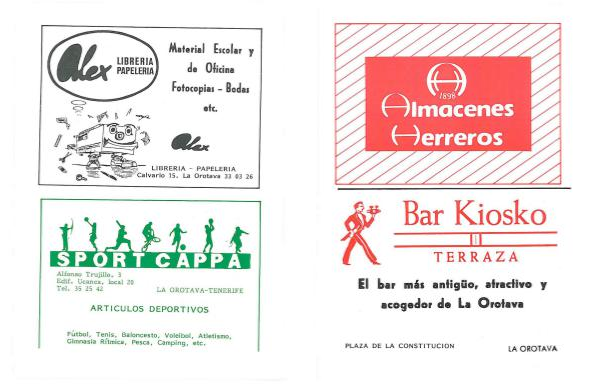 Alex LIBRERIA
PAPELERIA
Material Escolar y
de Oficina
Fotocopias - Bodas
etc.
Alex
LIBRERIA - PAPELERIA
Calvario 15. La Orotava 33 03 26
SPORT CAPPA
Alfonso Trujillo, 3
Edif. Ucanca, local 20
Tel. 35 25 42
LA OROTAVA-TENERIFE
ARTICULOS DEPORTIVOS
Fútbol, Tenis, Baloncesto, Voleibol, Atletismo,
Gimnasia Rítmica, Pesca, Camping, etc.
1898
Almacenes
Herreros
Bar Kiosko
TERRAZA
El bar más antigüo, atractivo y
acogedor de La Orotava
PLAZA DE LA CONSTITUCION
LA OROTAVA